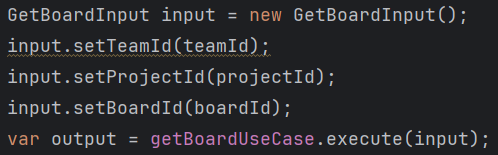 GetBoardInput input = new GetBoardInput();
input.setTeamId(teamId);
input.setProjectId(projectId);
input.setBoardId(boardId);
var output = getBoardUseCase.execute(input);